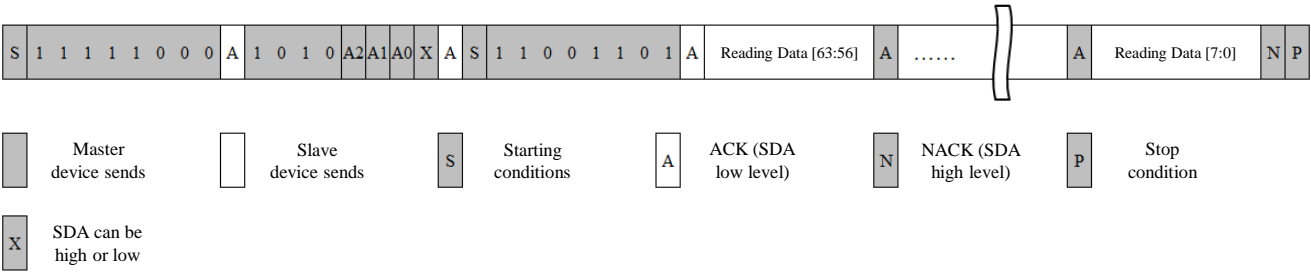 S 1 1 1 1 1 0 0 0 A 1 0 1 0 A2 A1 A0 X A S 1 1 0 0 1 1 0 1 A Reading Data [63:56] A ...... A Reading Data [7:0] N P
Master
device sends
Slave
device sends
S
Starting
conditions
A
ACK (SDA
low level)
N
NACK (SDA
high level)
P
Stop
condition
X
SDA can be
high or low